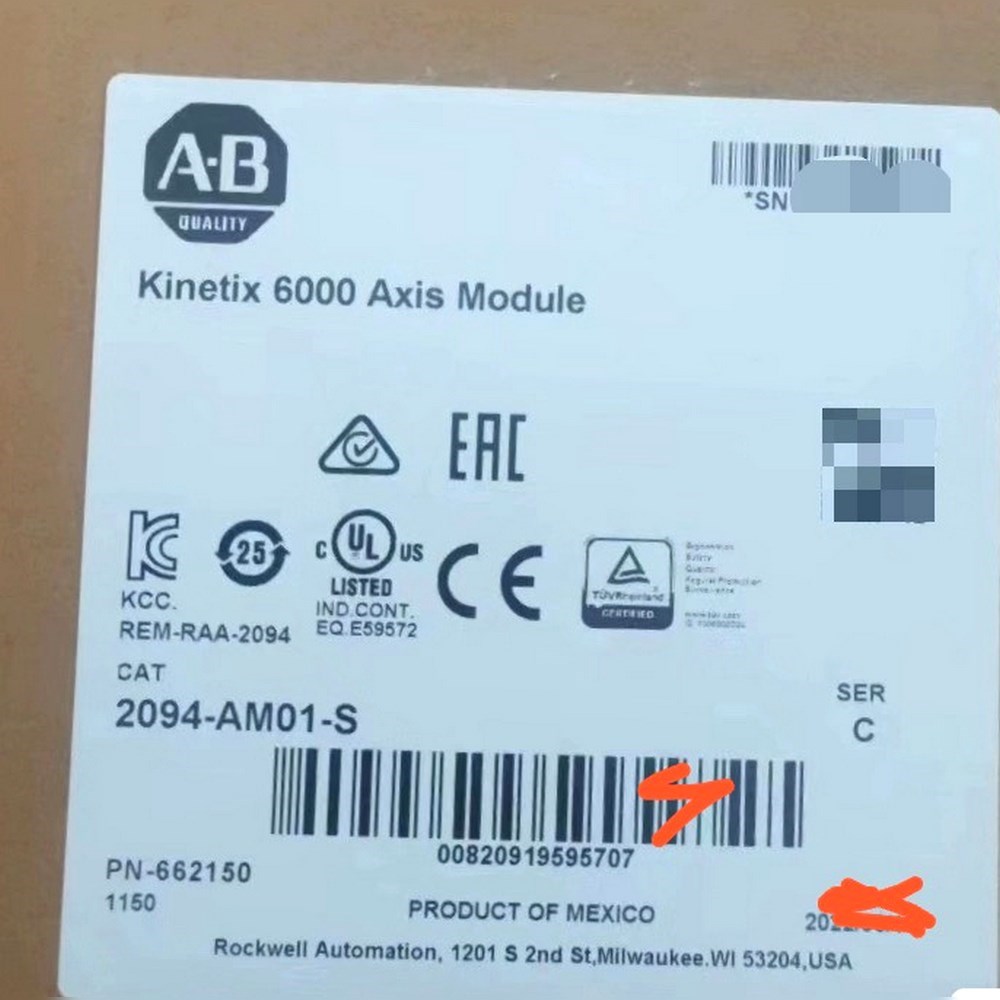 A·B
QUALITY
*SN
Kinetix 6000 Axis Module
EAC
25
C UL US
LISTED
KCC.
REM-RAA-2094
IND.CONT.
EQ.E59572
CE
TÜVRheinland
CERTIFIED
CAT
2094-AM01-S
SER
C
00820919595707
PN-662150
1150
PRODUCT OF MEXICO
Rockwell Automation, 1201 S 2nd St,Milwaukee.WI 53204,USA